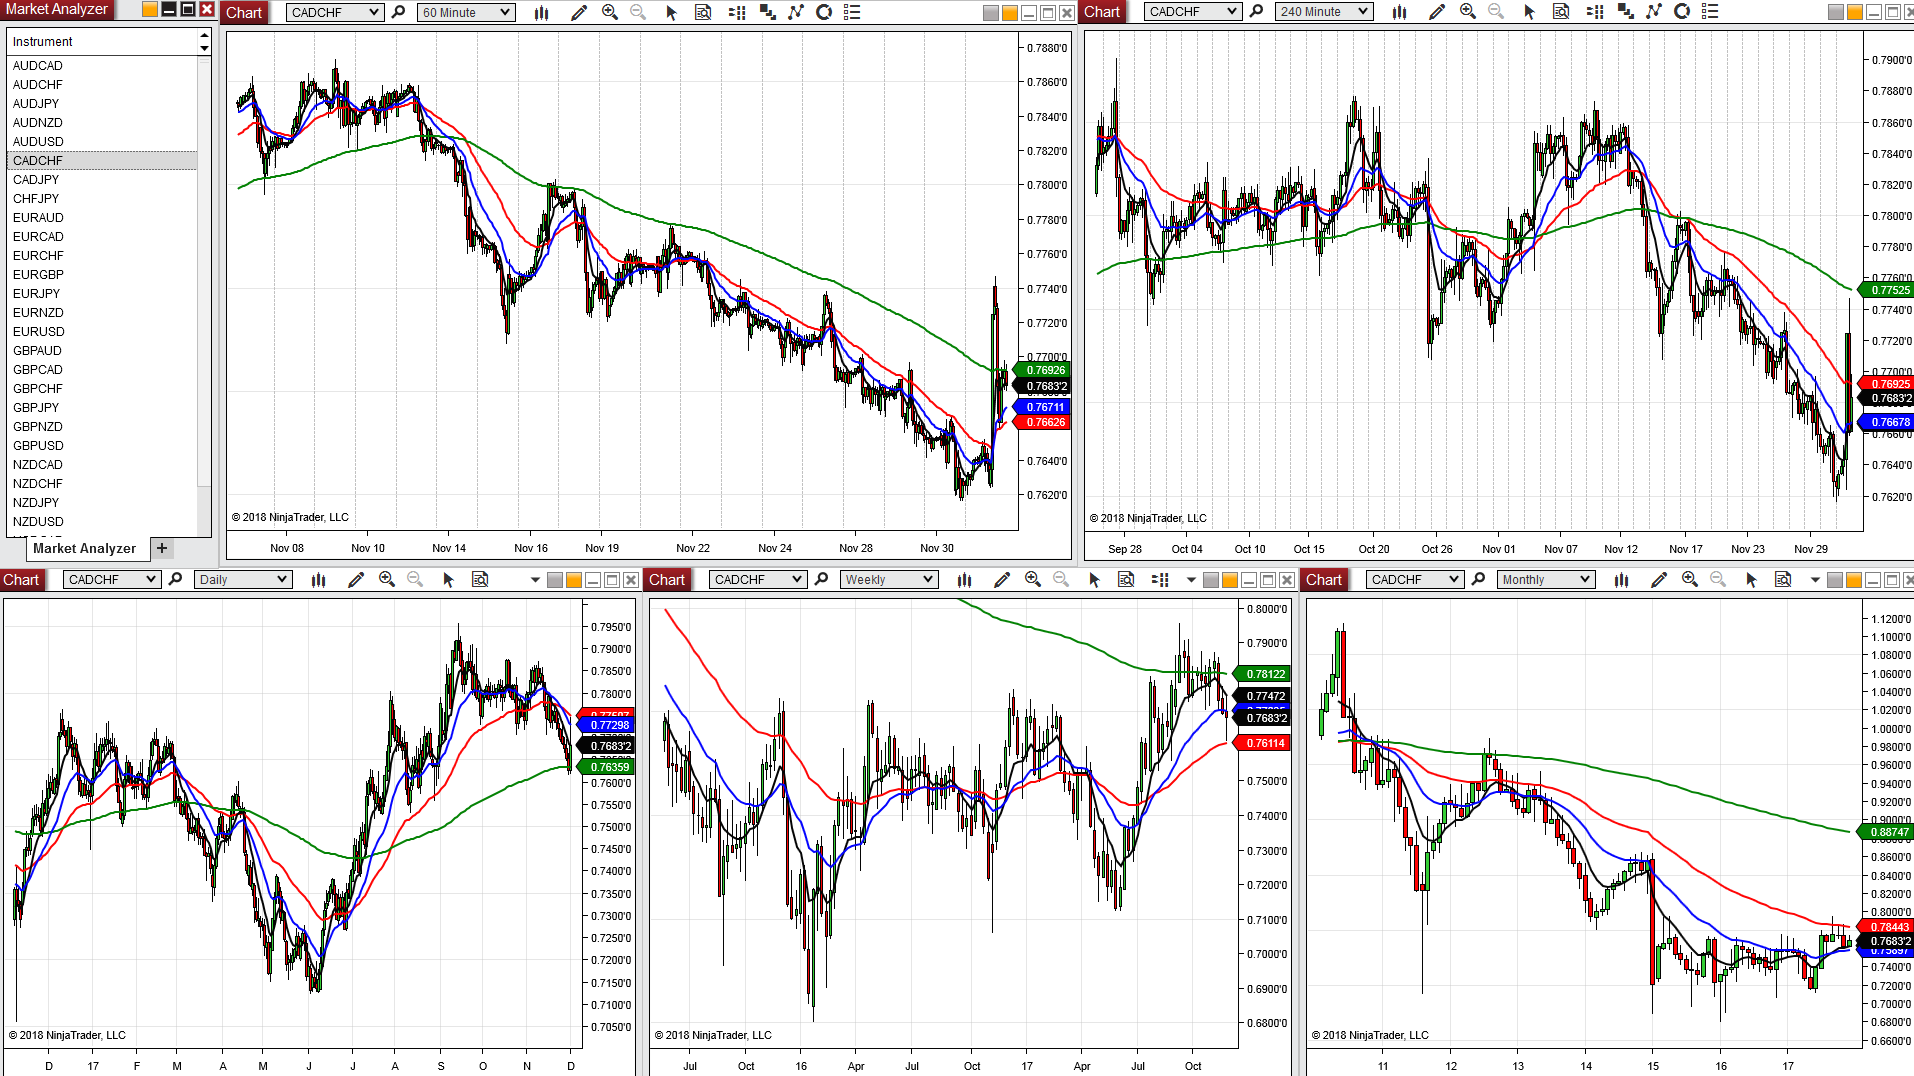 Market Analyzer
Instrument
AUDCAD
AUDCHF
AUDJPY
AUDNZD
AUDUSD
CADCHF
CADJPY
CHFJPY
EURAUD
EURCAD
EURCHF
EURGBP
EURJPY
EURNZD
EURUSD
GBPAUD
GBPCAD
GBPCHF
GBPJPY
GBPNZD
GBPUSD
NZDCAD
NZDCHF
NZDJPY
NZDUSD
Market Analyzer +
Chart CADCHF 60 Minute
0.7880'0
0.7860'0
0.7840'0
0.7820'0
0.7800'0
0.7780'0
0.7760'0
0.7740'0
0.7720'0
0.7700'0
0.76926
0.7683'2
0.76711
0.76626
0.7640'0
0.7620'0
© 2018 NinjaTrader, LLC
Nov 08 Nov 10 Nov 14 Nov 16 Nov 19 Nov 22 Nov 24 Nov 28 Nov 30
Chart CADCHF 240 Minute
0.7900'0
0.7880'0
0.7860'0
0.7840'0
0.7820'0
0.7800'0
0.7780'0
0.7760'0
0.77525
0.7740'0
0.7720'0
0.7700'0
0.76925
0.7683'2
0.76678
0.7660'0
0.7640'0
0.7620'0
© 2018 NinjaTrader, LLC
Sep 28 Oct 04 Oct 10 Oct 15 Oct 20 Oct 26 Nov 01 Nov 07 Nov 12 Nov 17 Nov 23 Nov 29
Chart CADCHF Daily
0.7950'0
0.7900'0
0.7850'0
0.7800'0
0.77298
0.7683'2
0.76359
0.7600'0
0.7550'0
0.7500'0
0.7450'0
0.7400'0
0.7350'0
0.7300'0
0.7250'0
0.7200'0
0.7150'0
0.7100'0
0.7050'0
© 2018 NinjaTrader, LLC
D 17 F M A M J J A S O N D
Chart CADCHF Weekly
0.8000'0
0.7900'0
0.78122
0.77472
0.7683'2
0.76114
0.7500'0
0.7400'0
0.7300'0
0.7200'0
0.7100'0
0.7000'0
0.6900'0
0.6800'0
© 2018 NinjaTrader, LLC
Jul Oct 16 Apr Jul Oct 17 Apr Jul Oct
Chart CADCHF Monthly
1.1200'0
1.1000'0
1.0800'0
1.0600'0
1.0400'0
1.0200'0
1.0000'0
0.9800'0
0.9600'0
0.9400'0
0.9200'0
0.9000'0
0.88747
0.8600'0
0.8400'0
0.8200'0
0.8000'0
0.78443
0.7683'2
0.7400'0
0.7200'0
0.7000'0
0.6800'0
0.6600'0
© 2018 NinjaTrader, LLC
11 12 13 14 15 16 17